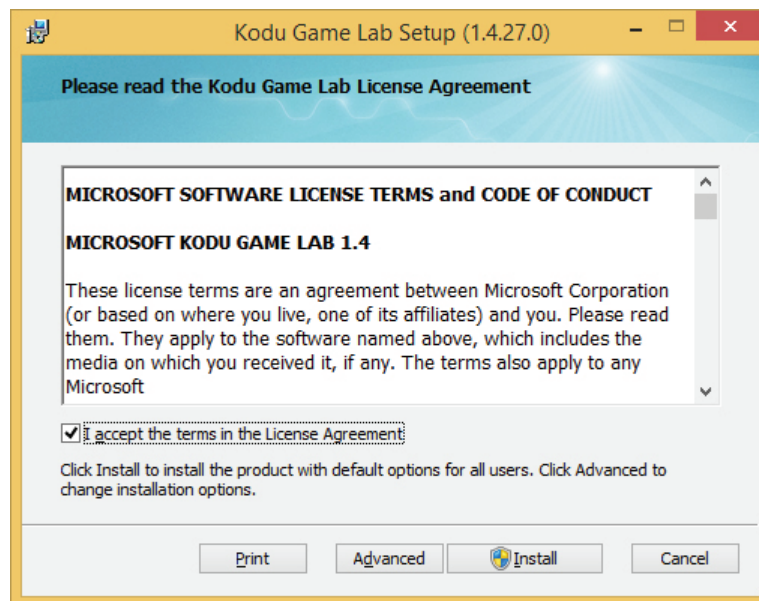 Kodu Game Lab Setup (1.4.27.0)
Please read the Kodu Game Lab License Agreement
MICROSOFT SOFTWARE LICENSE TERMS and CODE OF CONDUCT
MICROSOFT KODU GAME LAB 1.4
These license terms are an agreement between Microsoft Corporation
(or based on where you live, one of its affiliates) and you. Please read
them. They apply to the software named above, which includes the
media on which you received it, if any. The terms also apply to any
Microsoft
I accept the terms in the License Agreement
Click Install to install the product with default options for all users. Click Advanced to
change installation options.
Print Advanced Install Cancel